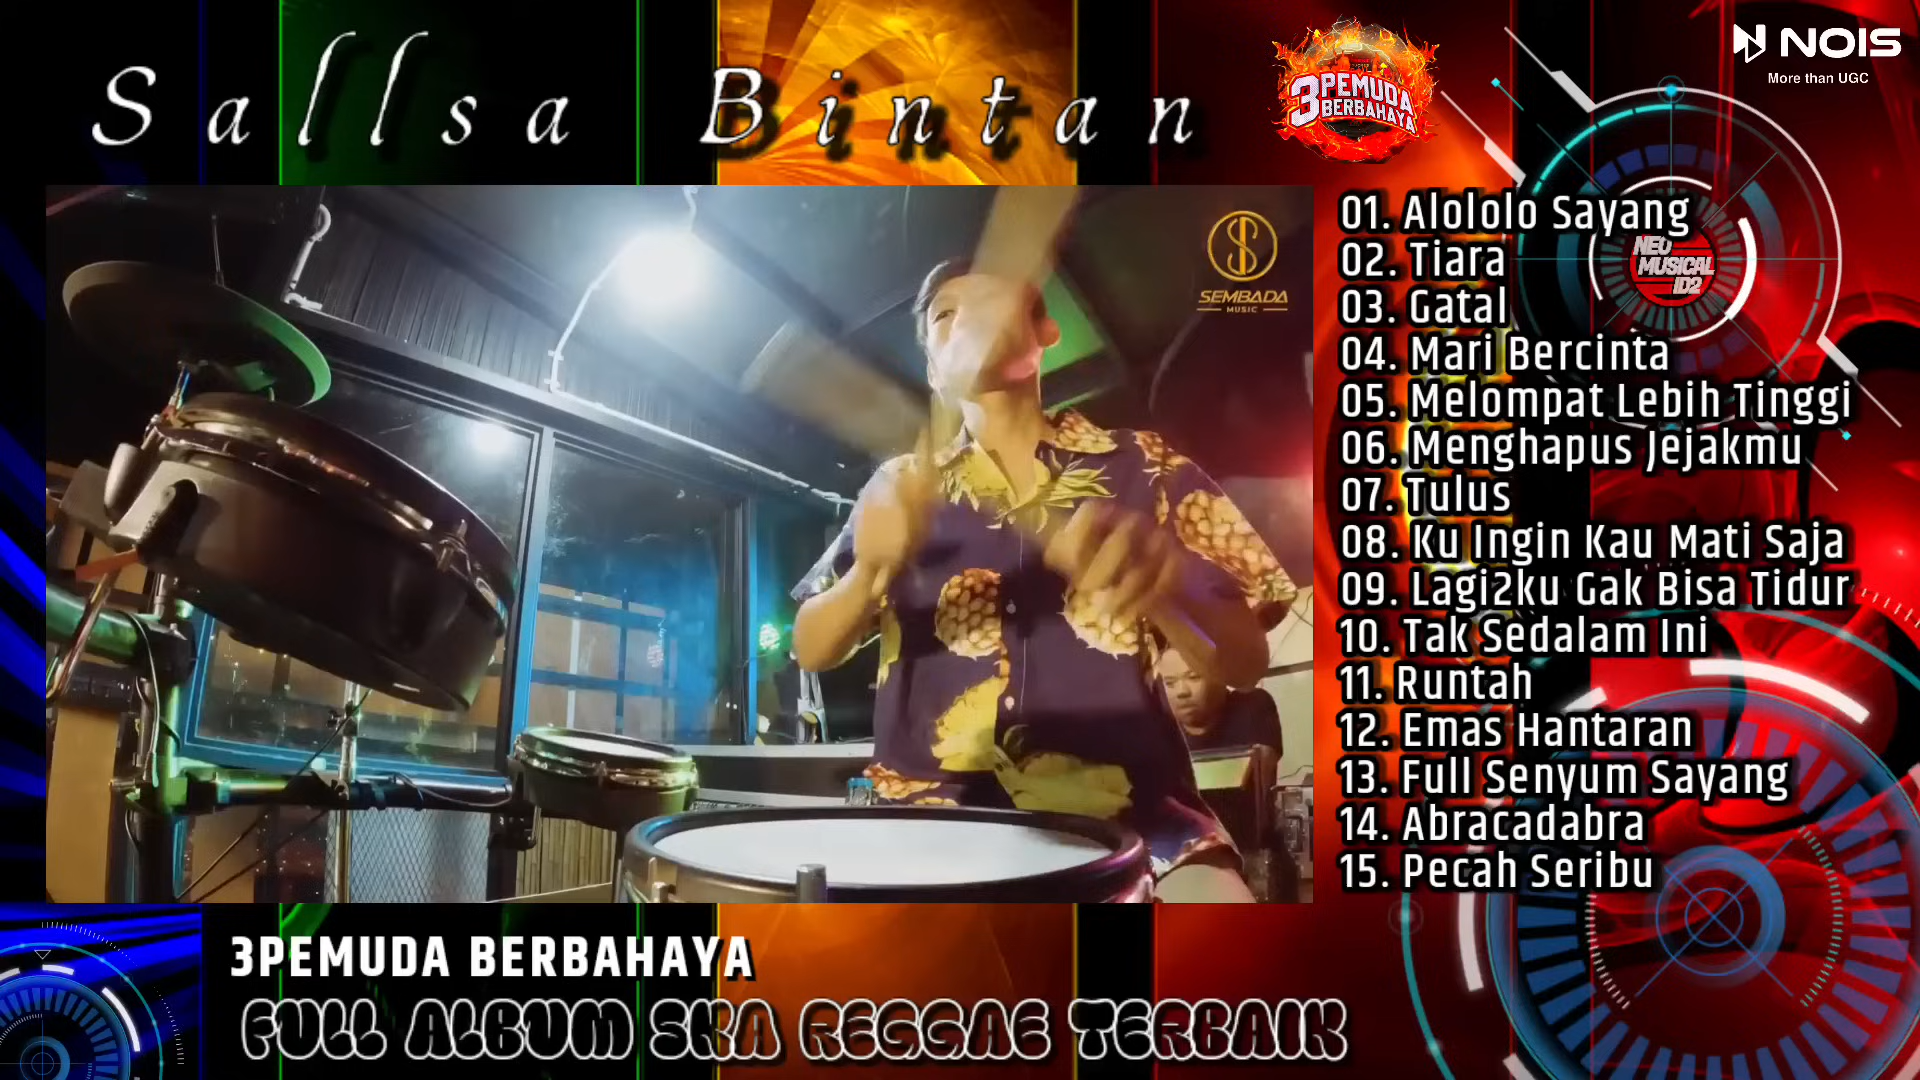 Sallsa Bintan
3PEMUDA
BERBAHAYA
NOIS
More than UGC
SEMBADA
MUSIC
NEO
MUSICAL
ID2
01. Alololo Sayang
02. Tiara
03. Gatal
04. Mari Bercinta
05. Melompat Lebih Tinggi
06. Menghapus Jejakmu
07. Tulus
08. Ku Ingin Kau Mati Saja
09. Lagi2ku Gak Bisa Tidur
10. Tak Sedalam Ini
11. Runtah
12. Emas Hantaran
13. Full Senyum Sayang
14. Abracadabra
15. Pecah Seribu
3PEMUDA BERBAHAYA
FULL ALBUM SKA REGGAE TERBAIK